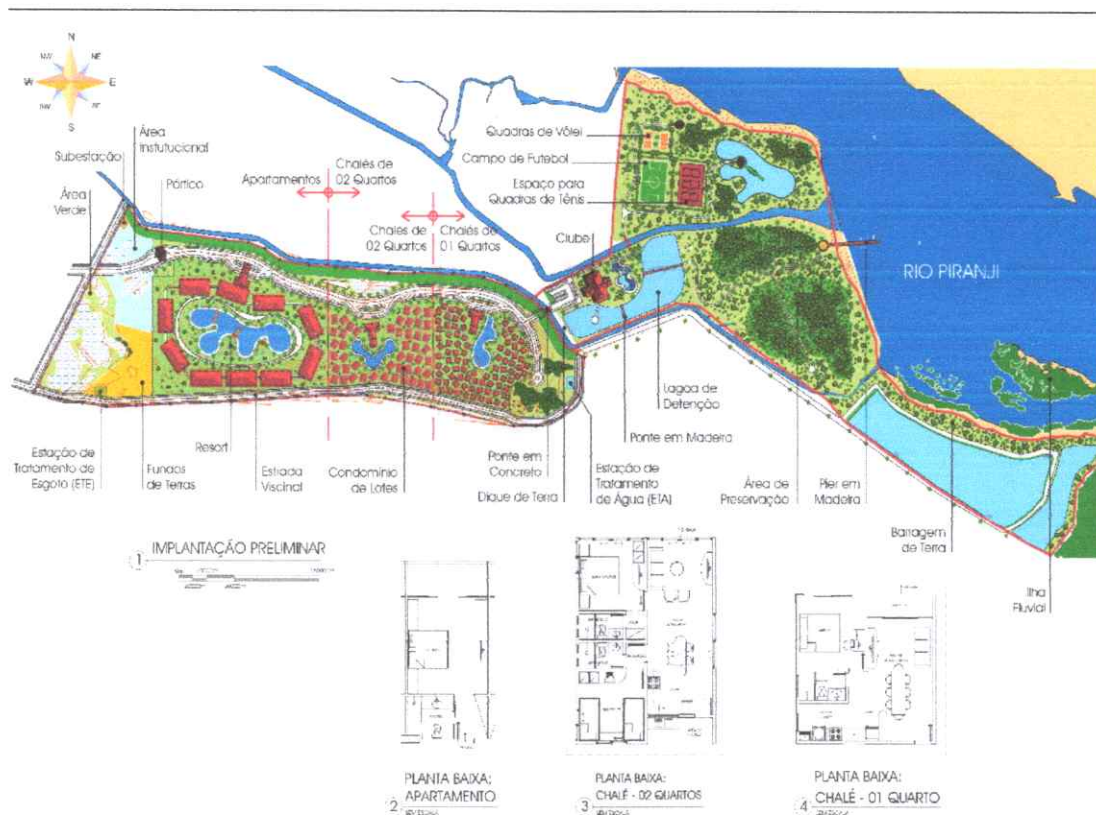 N
NW
NE
W
E
SW
SE
S
Área
Instutucional
Subestação
Pórtico
Área
Verde
Apartamentos
Chalés de
02 Quartos
Chalés de
02 Quartos
Chalés de
01 Quartos
Quadras de Vôlei
Campo de Futebol
Espaço para
Quadras de Tênis
Clube
RIO PIRANJI
Lagoa de
Detenção
Ponte em Madeira
Estação de
Tratamento de
Esgoto (ETE)
Fundos
de Terras
Resort
Estrada
Viscinal
Condomínio
de Lotes
Ponte em
Concreto
Dique de Terra
Estação de
Tratamento
de Água (ETA)
Área de
Preservação
Pier em
Madeira
Barragem
de Terra
Ilha
Fluvial
1 IMPLANTAÇÃO PRELIMINAR
PLANTA BAIXA:
2 APARTAMENTO
PLANTA BAIXA:
3 CHALÉ - 02 QUARTOS
PLANTA BAIXA:
4 CHALÉ - 01 QUARTO